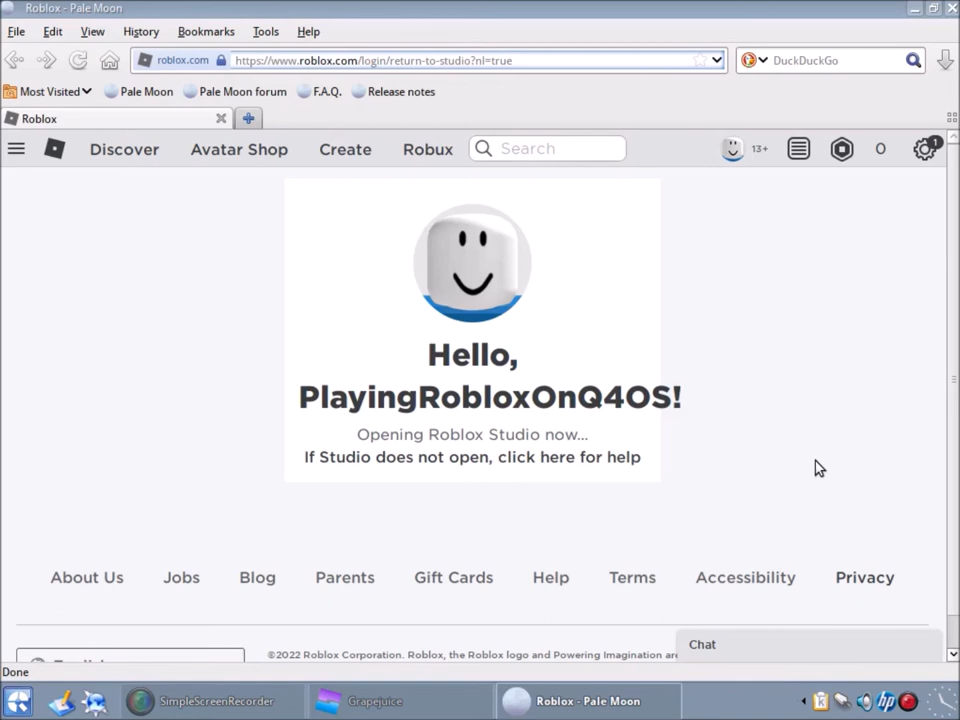 Roblox - Pale Moon
File Edit View History Bookmarks Tools Help
roblox.com https://www.roblox.com/login/return-to-studio?nl=true DuckDuckGo
Most Visited Pale Moon Pale Moon forum F.A.Q. Release notes
Roblox
Discover Avatar Shop Create Robux Search 13+ 0 1
Hello,
PlayingRobloxOnQ4OS!
Opening Roblox Studio now...
If Studio does not open, click here for help
About Us Jobs Blog Parents Gift Cards Help Terms Accessibility Privacy
©2022 Roblox Corporation. Roblox, the Roblox logo and Powering Imagination are
Chat
Done
SimpleScreenRecorder Grapejuice Roblox - Pale Moon